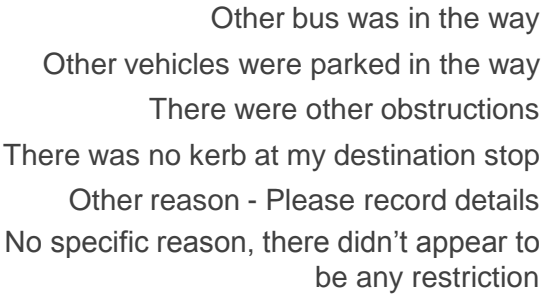 Other bus was in the way
Other vehicles were parked in the way
There were other obstructions
There was no kerb at my destination stop
Other reason - Please record details
No specific reason, there didn’t appear to
be any restriction